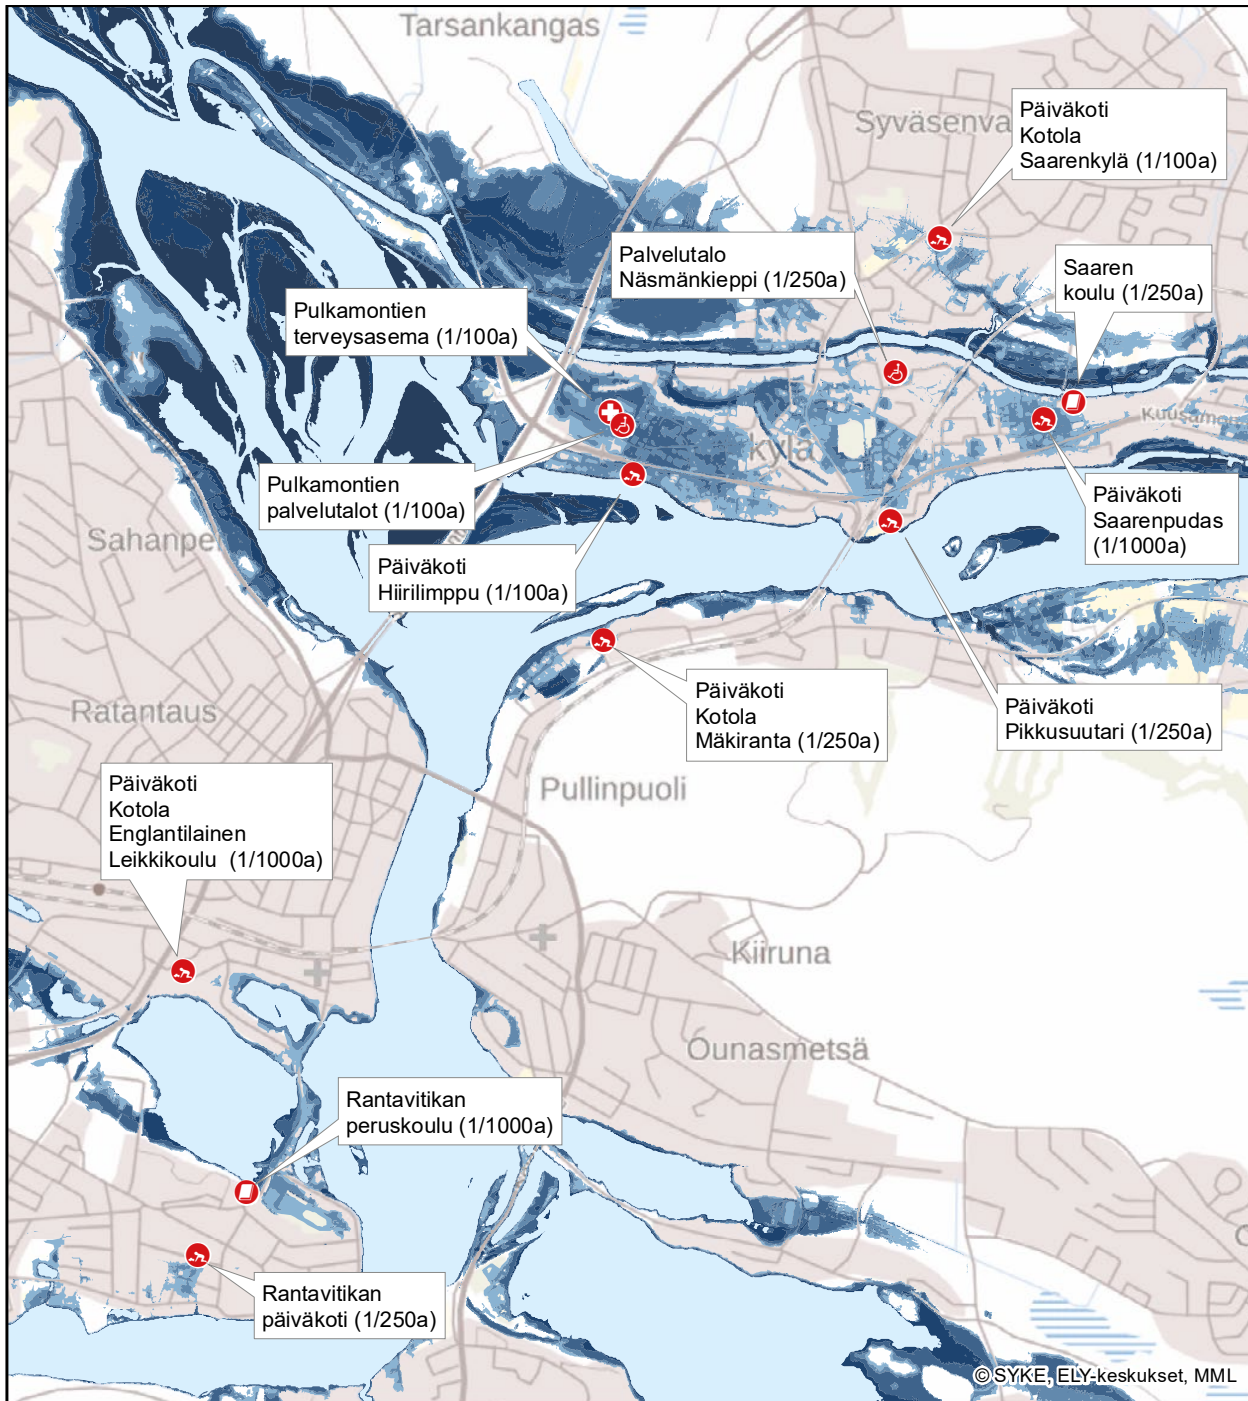 Tarsankangas
Syväsenva
Päiväkoti
Kotola
Saarenkylä (1/100a)
Palvelutalo
Näsmänkieppi (1/250a)
Saaren
koulu (1/250a)
Pulkamontien
terveysasema (1/100a)
Kuusamon
kylä
Pulkamontien
palvelutalot (1/100a)
Päiväkoti
Saarenpudas
(1/1000a)
Sahanper
Päiväkoti
Hiirilimppu (1/100a)
Päiväkoti
Kotola
Mäkiranta (1/250a)
Päiväkoti
Pikkusuutari (1/250a)
Ratantaus
Pullinpuoli
Päiväkoti
Kotola
Englantilainen
Leikkikoulu (1/1000a)
Kiiruna
Ounasmetsä
Rantavitikan
peruskoulu (1/1000a)
Rantavitikan
päiväkoti (1/250a)
© SYKE, ELY-keskukset, MML